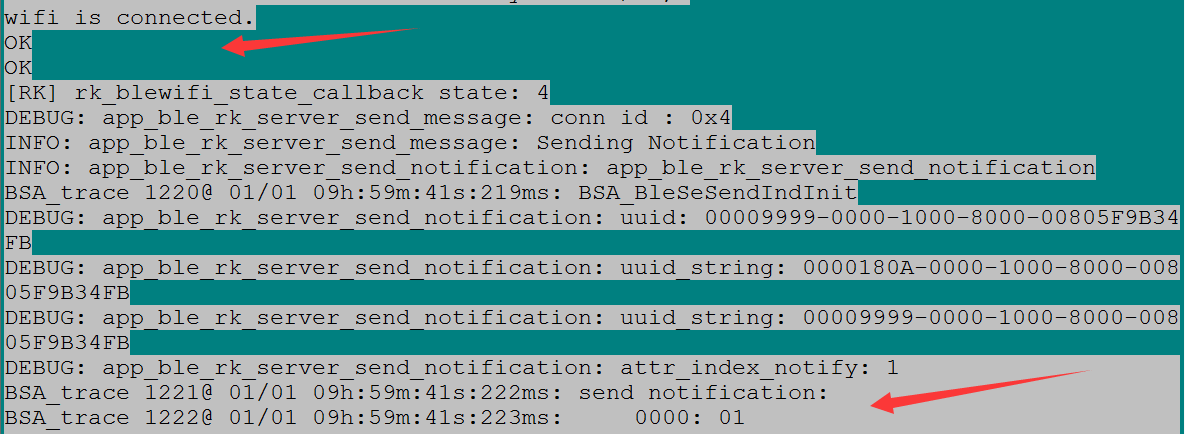 wifi is connected.
OK
OK
[RK] rk_blewifi_state_callback state: 4
DEBUG: app_ble_rk_server_send_message: conn id : 0x4
INFO: app_ble_rk_server_send_message: Sending Notification
INFO: app_ble_rk_server_send_notification: app_ble_rk_server_send_notification
BSA_trace 1220@ 01/01 09h:59m:41s:219ms: BSA_BleSeSendIndInit
DEBUG: app_ble_rk_server_send_notification: uuid: 00009999-0000-1000-8000-00805F9B34
FB
DEBUG: app_ble_rk_server_send_notification: uuid_string: 0000180A-0000-1000-8000-008
05F9B34FB
DEBUG: app_ble_rk_server_send_notification: uuid_string: 00009999-0000-1000-8000-008
05F9B34FB
DEBUG: app_ble_rk_server_send_notification: attr_index_notify: 1
BSA_trace 1221@ 01/01 09h:59m:41s:222ms: send notification:
BSA_trace 1222@ 01/01 09h:59m:41s:223ms:     0000: 01